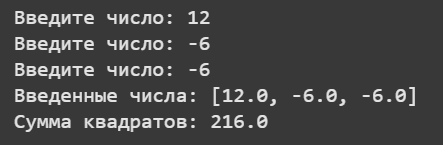 Введите число: 12
Введите число: -6
Введите число: -6
Введенные числа: [12.0, -6.0, -6.0]
Сумма квадратов: 216.0